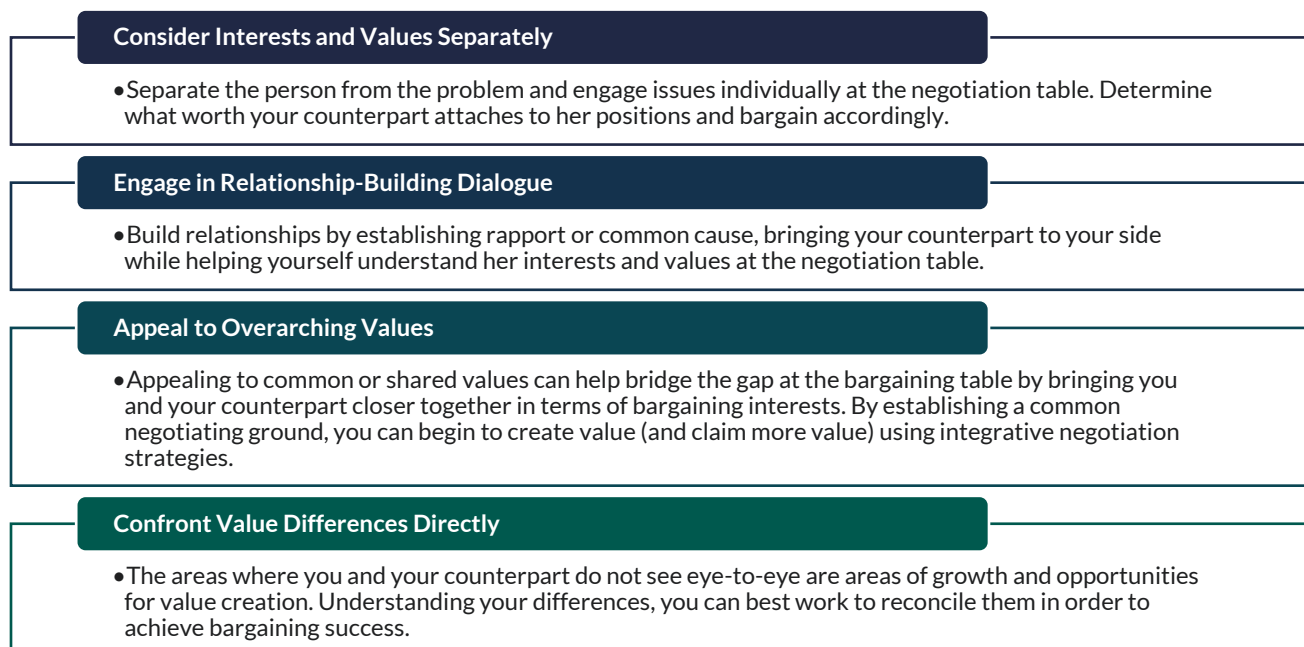 Consider Interests and Values Separately
•Separate the person from the problem and engage issues individually at the negotiation table. Determine
what worth your counterpart attaches to her positions and bargain accordingly.
Engage in Relationship-Building Dialogue
•Build relationships by establishing rapport or common cause, bringing your counterpart to your side
while helping yourself understand her interests and values at the negotiation table.
Appeal to Overarching Values
•Appealing to common or shared values can help bridge the gap at the bargaining table by bringing you
and your counterpart closer together in terms of bargaining interests. By establishing a common
negotiating ground, you can begin to create value (and claim more value) using integrative negotiation
strategies.
Confront Value Differences Directly
•The areas where you and your counterpart do not see eye-to-eye are areas of growth and opportunities
for value creation. Understanding your differences, you can best work to reconcile them in order to
achieve bargaining success.